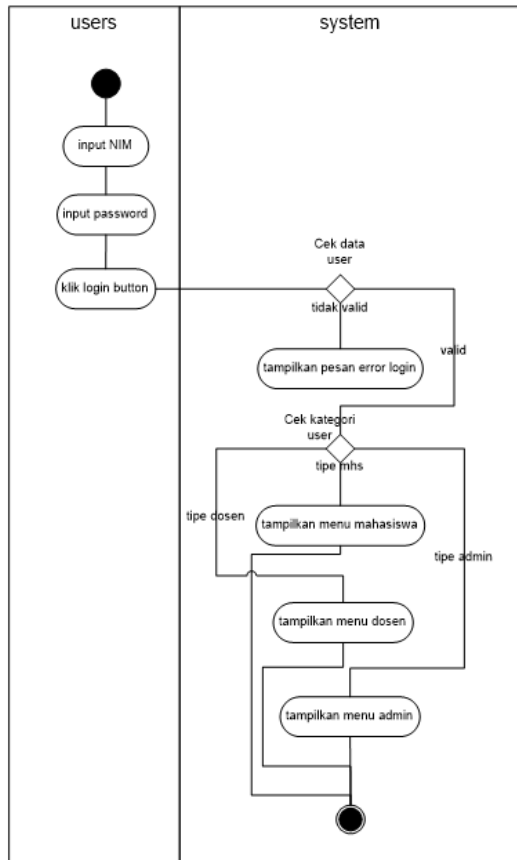 users
system
input NIM
input password
klik login button
Cek data
user
tidak valid
valid
tampilkan pesan error login
Cek kategori
user
tipe mhs
tipe dosen
tampilkan menu mahasiswa
tipe admin
tampilkan menu dosen
tampilkan menu admin